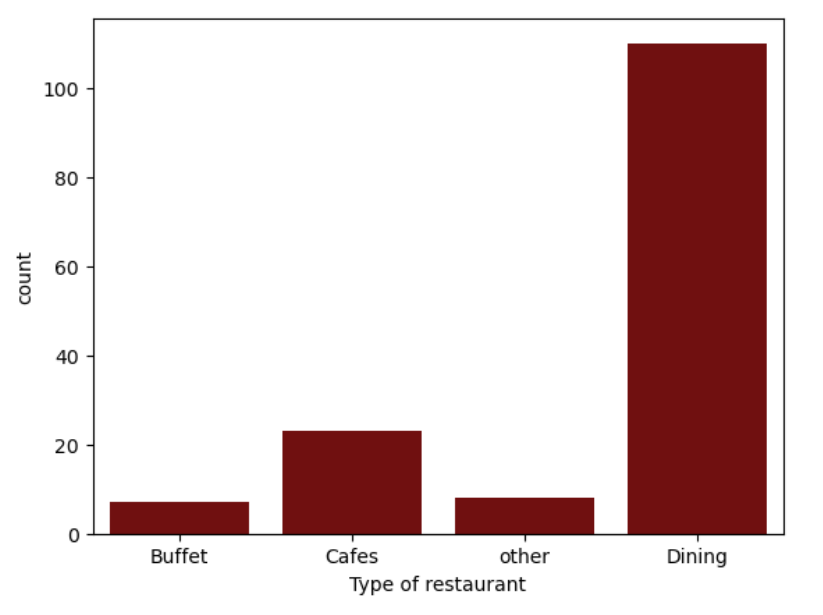 count
100
80
60
40
20
0
Buffet Cafes other Dining
Type of restaurant